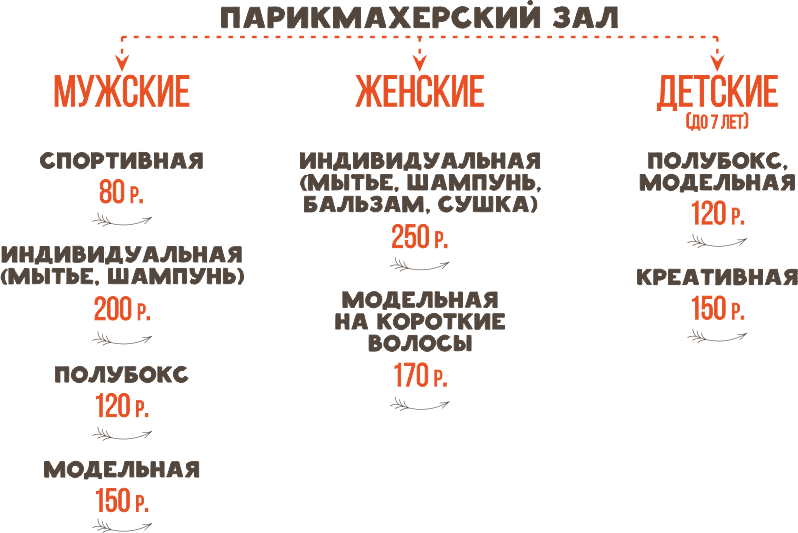 ПАРИКМАХЕРСКИЙ ЗАЛ
МУЖСКИЕ
СПОРТИВНАЯ
80 Р.
ИНДИВИДУАЛЬНАЯ
(МЫТЬЕ, ШАМПУНЬ)
200 Р.
ПОЛУБОКС
120 Р.
МОДЕЛЬНАЯ
150 Р.
ЖЕНСКИЕ
ИНДИВИДУАЛЬНАЯ
(МЫТЬЕ, ШАМПУНЬ,
БАЛЬЗАМ, СУШКА)
250 Р.
МОДЕЛЬНАЯ
НА КОРОТКИЕ
ВОЛОСЫ
170 Р.
ДЕТСКИЕ
(ДО 7 ЛЕТ)
ПОЛУБОКС,
МОДЕЛЬНАЯ
120 Р.
КРЕАТИВНАЯ
150 Р.